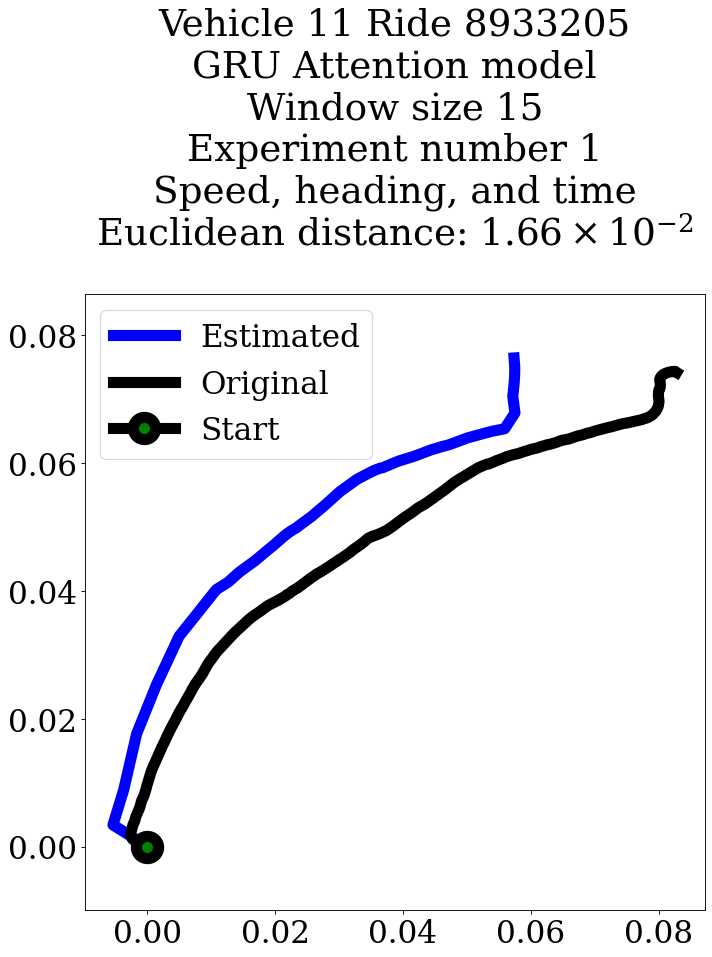 Vehicle 11 Ride 8933205
GRU Attention model
Window size 15
Experiment number 1
Speed, heading, and time
Euclidean distance: 1.66 × 10⁻²
Estimated
Original
Start
0.08
0.06
0.04
0.02
0.00
0.00 0.02 0.04 0.06 0.08